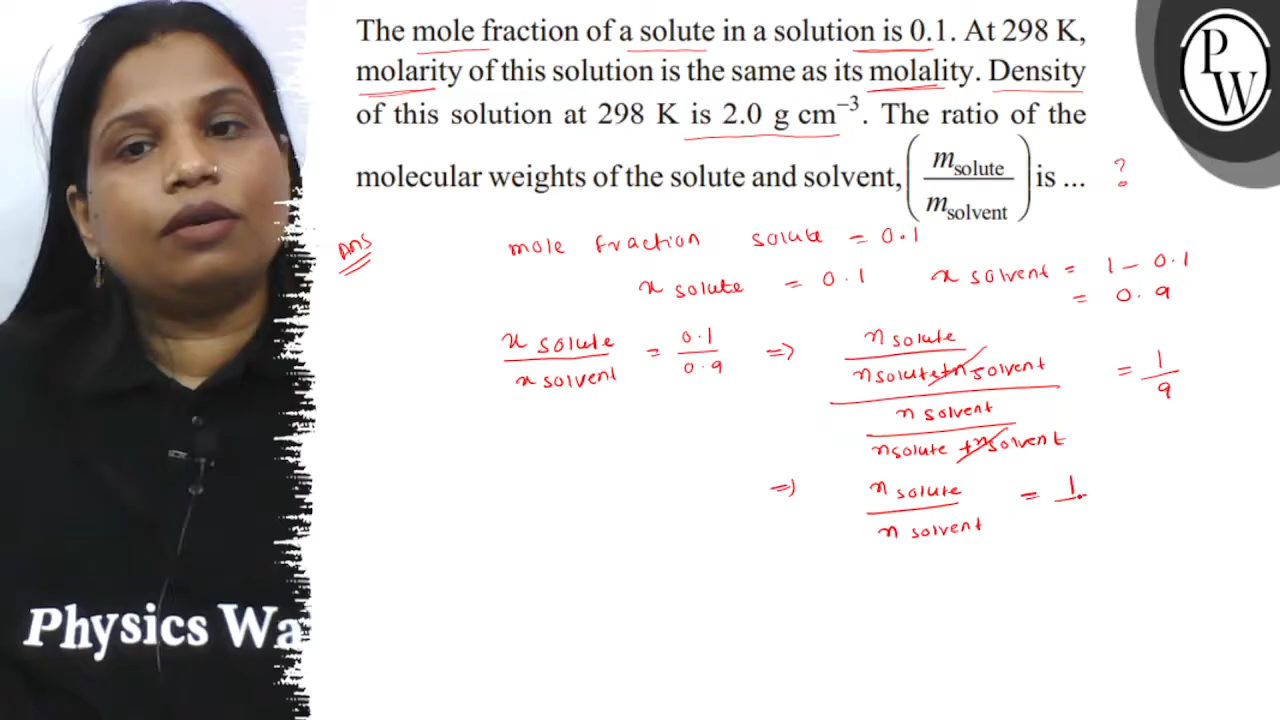 The mole fraction of a solute in a solution is 0.1. At 298 K,
molarity of this solution is the same as its molality. Density
of this solution at 298 K is 2.0 g cm⁻³. The ratio of the
molecular weights of the solute and solvent, (m_solute / m_solvent) is ... ?
P
W
Ans
mole fraction solute = 0.1
x solute = 0.1
x solvent = 1 - 0.1
= 0.9
x solute / x solvent = 0.1 / 0.9 ⇒ (n solute / n solute + n solvent) / (n solvent / n solute + n solvent) = 1 / 9
⇒ n solute / n solvent = 1
Physics Wa